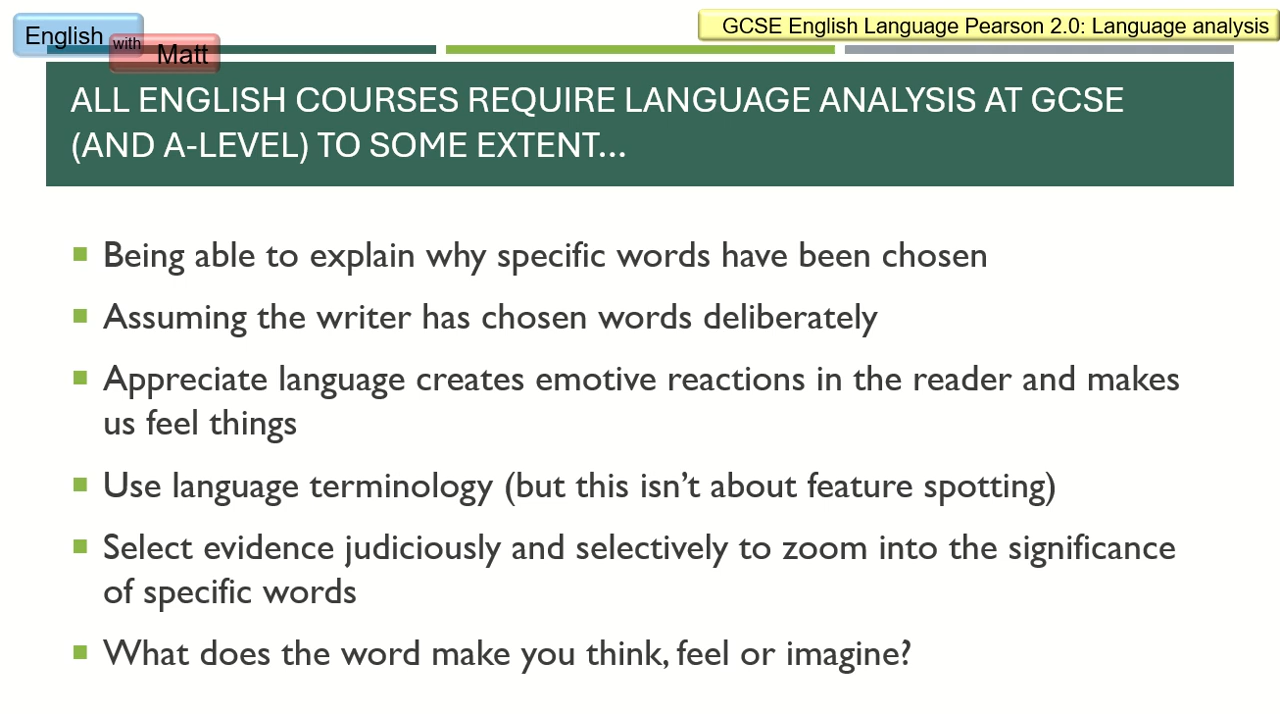 English with Matt
GCSE English Language Pearson 2.0: Language analysis
ALL ENGLISH COURSES REQUIRE LANGUAGE ANALYSIS AT GCSE
(AND A-LEVEL) TO SOME EXTENT...
Being able to explain why specific words have been chosen
Assuming the writer has chosen words deliberately
Appreciate language creates emotive reactions in the reader and makes
us feel things
Use language terminology (but this isn't about feature spotting)
Select evidence judiciously and selectively to zoom into the significance
of specific words
What does the word make you think, feel or imagine?